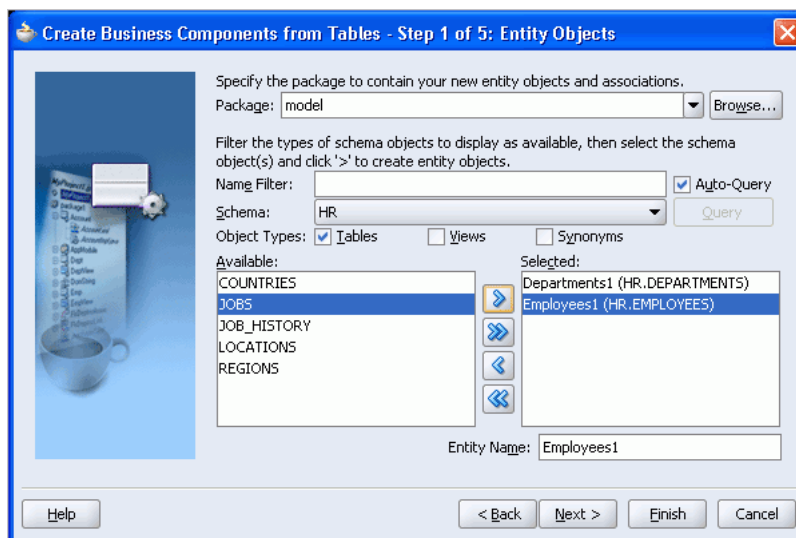 Create Business Components from Tables - Step 1 of 5: Entity Objects
Specify the package to contain your new entity objects and associations.
Package: model Browse...
Filter the types of schema objects to display as available, then select the schema
object(s) and click '>' to create entity objects.
Name Filter: Auto-Query
Schema: HR Query
Object Types: Tables Views Synonyms
Available: Selected:
COUNTRIES Departments1 (HR.DEPARTMENTS)
JOBS Employees1 (HR.EMPLOYEES)
JOB_HISTORY
LOCATIONS
REGIONS
Entity Name: Employees1
Help < Back Next > Finish Cancel